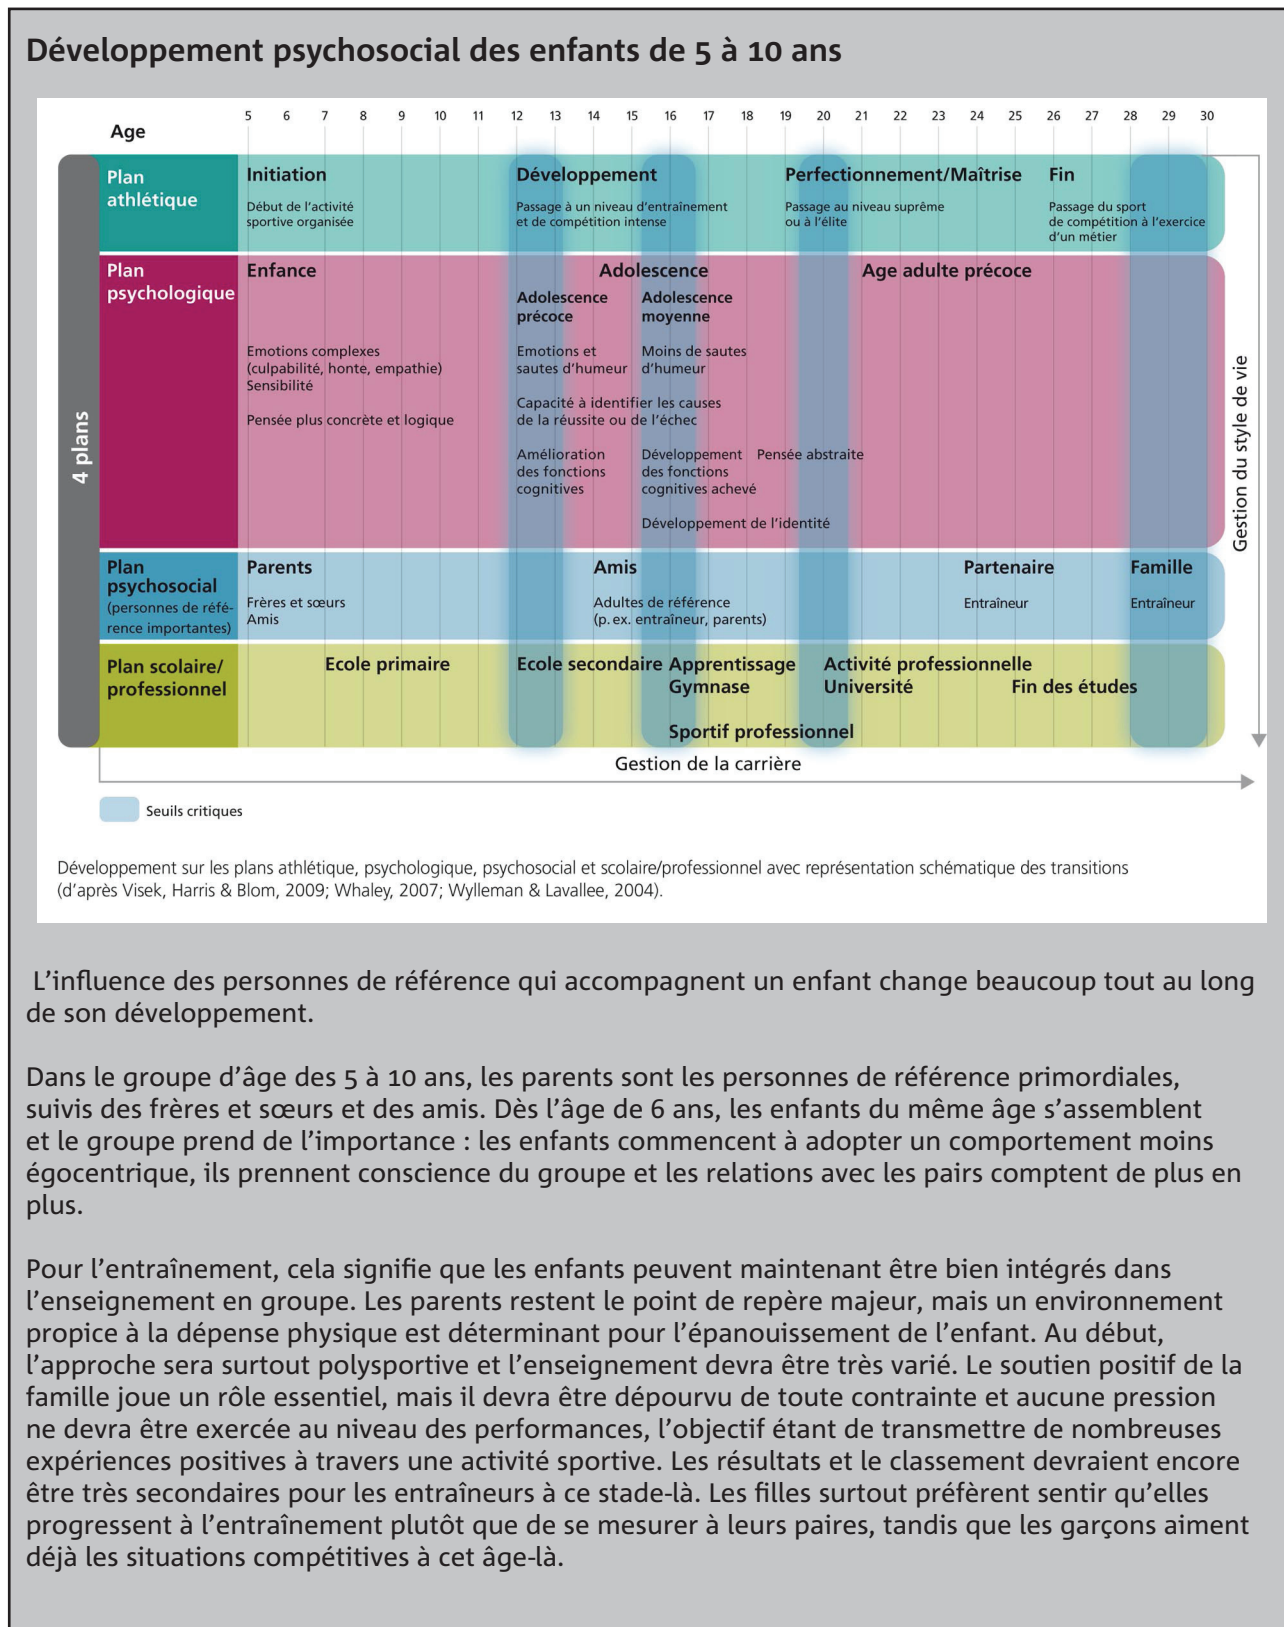 Développement psychosocial des enfants de 5 à 10 ans
5 6 7 8 9 10 11 12 13 14 15 16 17 18 19 20 21 22 23 24 25 26 27 28 29 30
Age
4 plans
Plan
athlétique
Initiation
Début de l’activité
sportive organisée
Développement
Passage à un niveau d’entraînement
et de compétition intense
Perfectionnement/Maîtrise
Passage au niveau suprême
ou à l’élite
Fin
Passage du sport
de compétition à l’exercice
d’un métier
Plan
psychologique
Enfance
Emotions complexes
(culpabilité, honte, empathie)
Sensibilité
Pensée plus concrète et logique
Adolescence
Adolescence
précoce
Adolescence
moyenne
Emotions et
sautes d’humeur
Moins de sautes
d’humeur
Capacité à identifier les causes
de la réussite ou de l’échec
Amélioration
des fonctions
cognitives
Développement
des fonctions
cognitives achevé
Pensée abstraite
Développement de l’identité
Age adulte précoce
Plan
psychosocial
(personnes de réfé-
rence importantes)
Parents
Frères et sœurs
Amis
Amis
Adultes de référence
(p. ex. entraîneur, parents)
Partenaire
Entraîneur
Famille
Entraîneur
Plan scolaire/
professionnel
Ecole primaire
Ecole secondaire
Apprentissage
Gymnase
Sportif professionnel
Activité professionnelle
Université
Fin des études
Gestion du style de vie
Gestion de la carrière
Seuils critiques
Développement sur les plans athlétique, psychologique, psychosocial et scolaire/professionnel avec représentation schématique des transitions
(d’après Visek, Harris & Blom, 2009; Whaley, 2007; Wylleman & Lavallee, 2004).
L’influence des personnes de référence qui accompagnent un enfant change beaucoup tout au long
de son développement.
Dans le groupe d’âge des 5 à 10 ans, les parents sont les personnes de référence primordiales,
suivis des frères et sœurs et des amis. Dès l’âge de 6 ans, les enfants du même âge s’assemblent
et le groupe prend de l’importance : les enfants commencent à adopter un comportement moins
égocentrique, ils prennent conscience du groupe et les relations avec les pairs comptent de plus en
plus.
Pour l’entraînement, cela signifie que les enfants peuvent maintenant être bien intégrés dans
l’enseignement en groupe. Les parents restent le point de repère majeur, mais un environnement
propice à la dépense physique est déterminant pour l’épanouissement de l’enfant. Au début,
l’approche sera surtout polysportive et l’enseignement devra être très varié. Le soutien positif de la
famille joue un rôle essentiel, mais il devra être dépourvu de toute contrainte et aucune pression
ne devra être exercée au niveau des performances, l’objectif étant de transmettre de nombreuses
expériences positives à travers une activité sportive. Les résultats et le classement devraient encore
être très secondaires pour les entraîneurs à ce stade-là. Les filles surtout préfèrent sentir qu’elles
progressent à l’entraînement plutôt que de se mesurer à leurs paires, tandis que les garçons aiment
déjà les situations compétitives à cet âge-là.